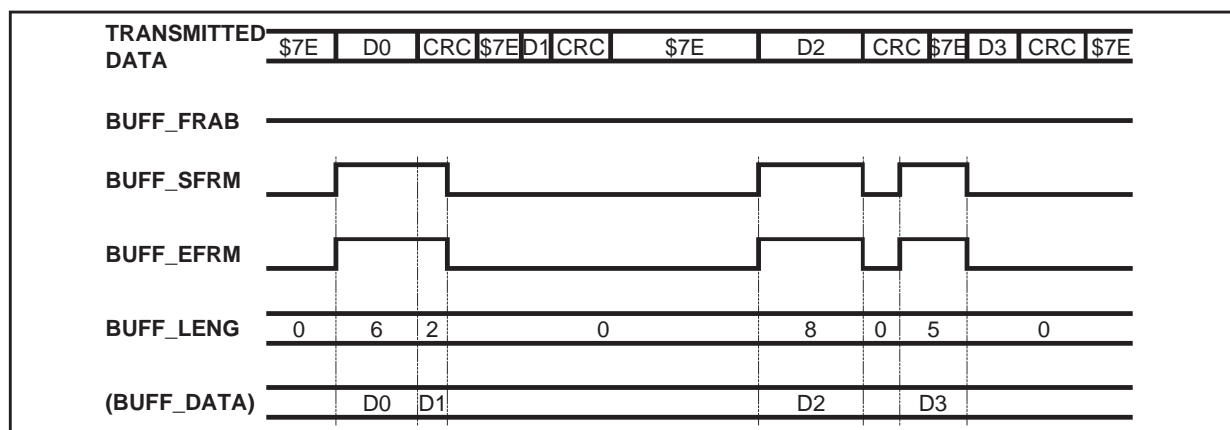 TRANSMITTED DATA $7E D0 CRC $7E D1 CRC $7E D2 CRC $7E D3 CRC $7E
BUFF_FRAB
BUFF_SFRM
BUFF_EFRM
BUFF_LENG 0 6 2 0 8 0 5 0
(BUFF_DATA) D0 D1 D2 D3